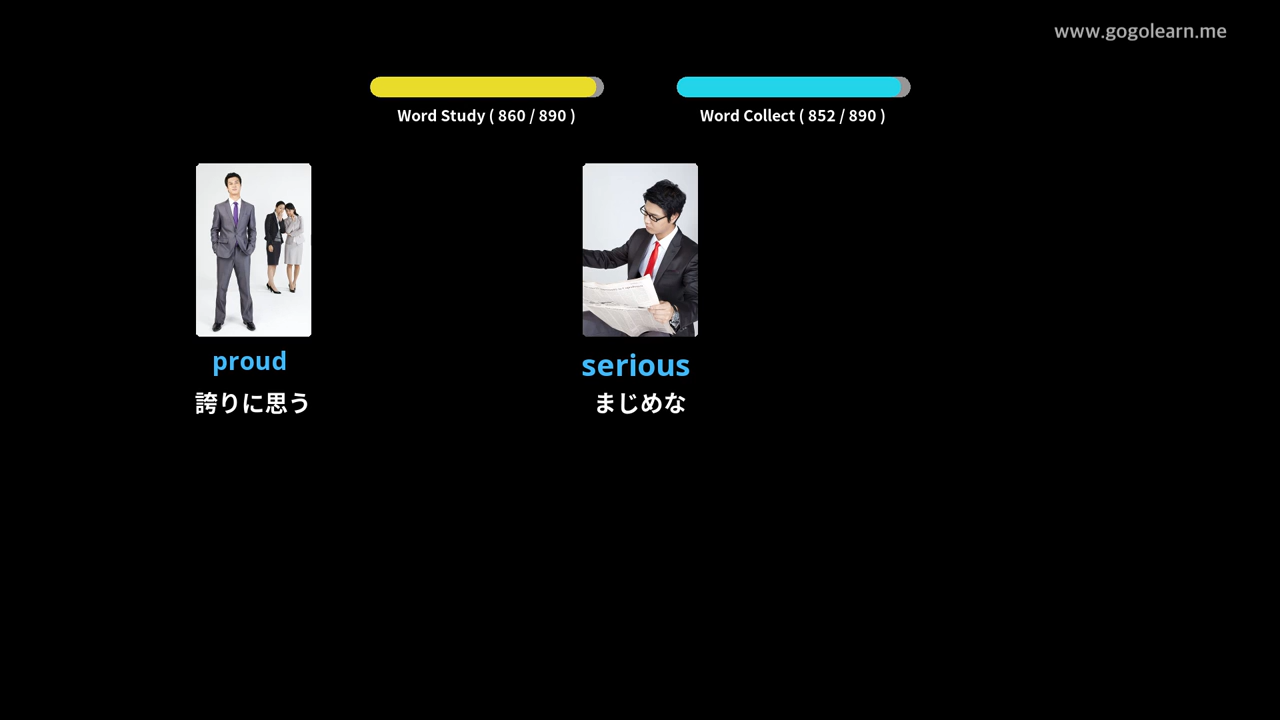 www.gogolearn.me
Word Study ( 860 / 890 )
Word Collect ( 852 / 890 )
proud
誇りに思う
serious
まじめな